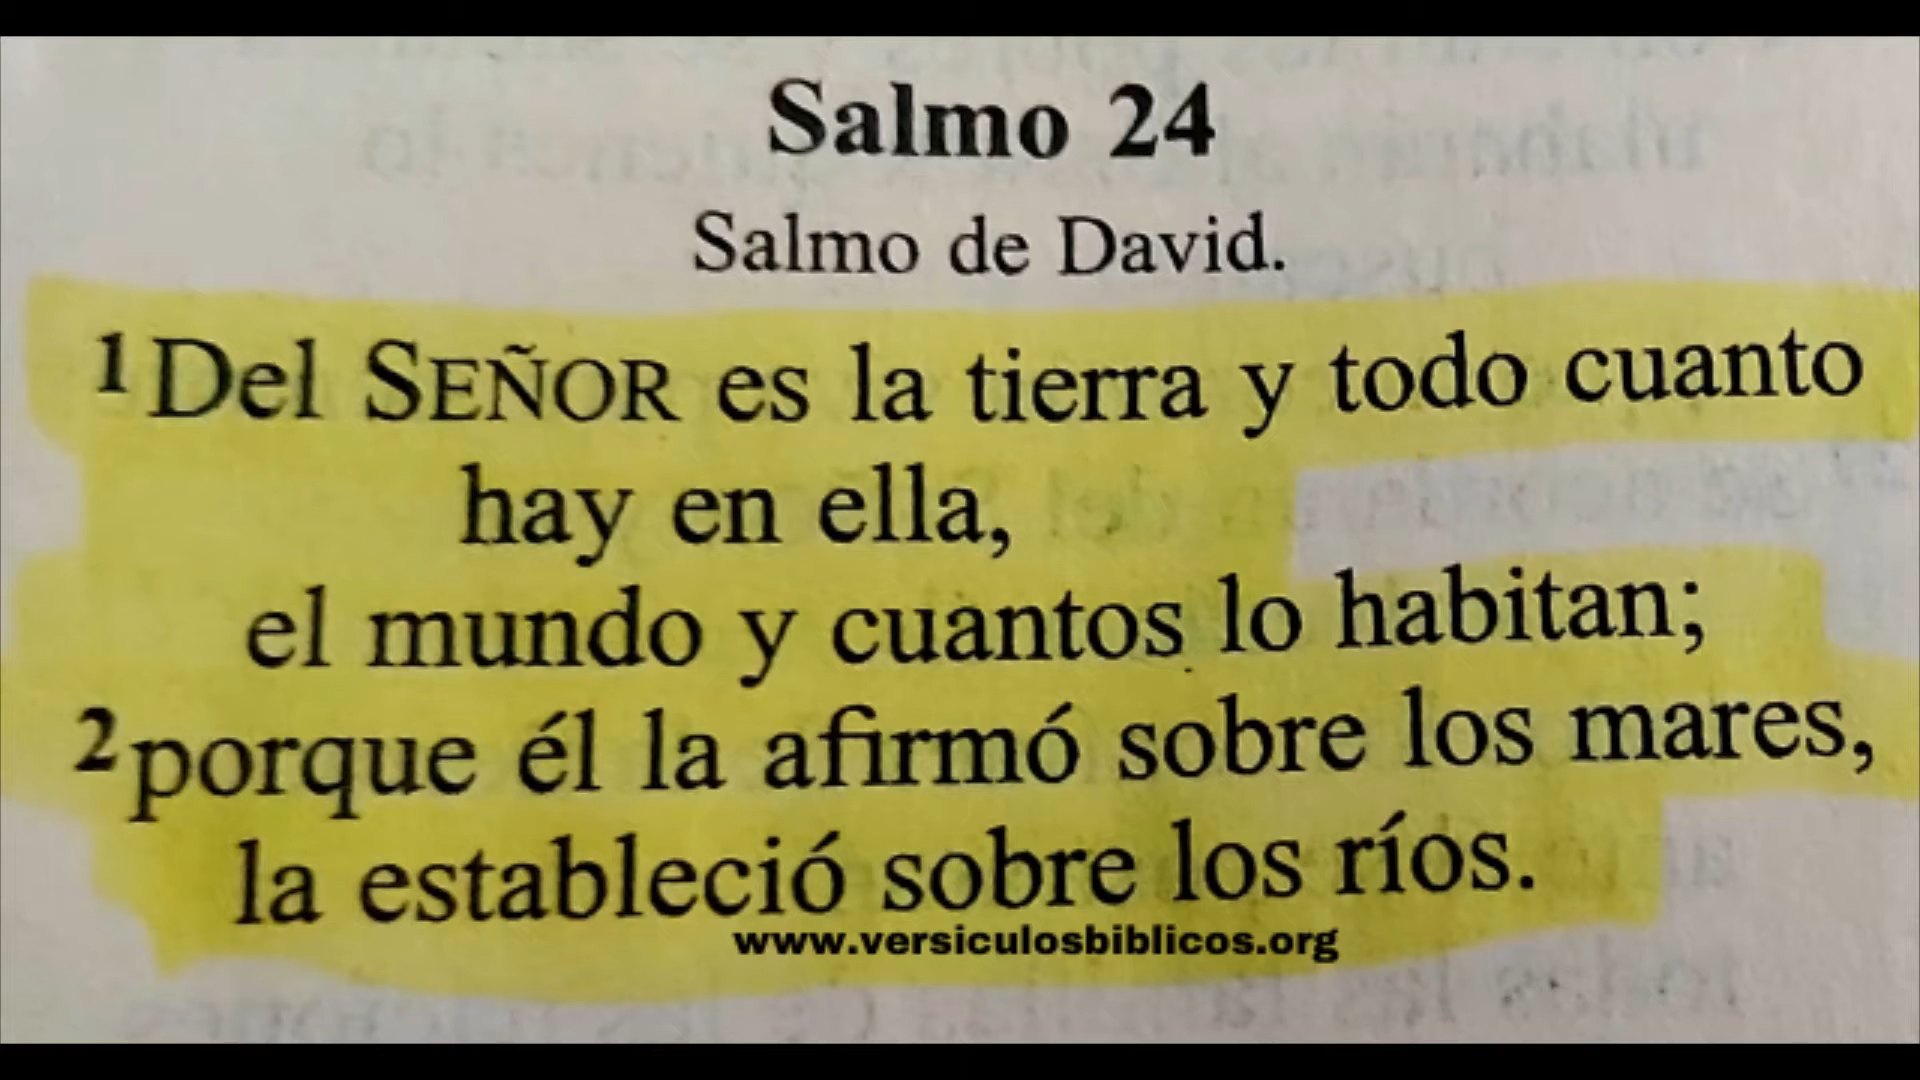 Salmo 24
Salmo de David.
1 Del SEÑOR es la tierra y todo cuanto
hay en ella,
el mundo y cuantos lo habitan;
2 porque él la afirmó sobre los mares,
la estableció sobre los ríos.
www.versiculosbiblicos.org